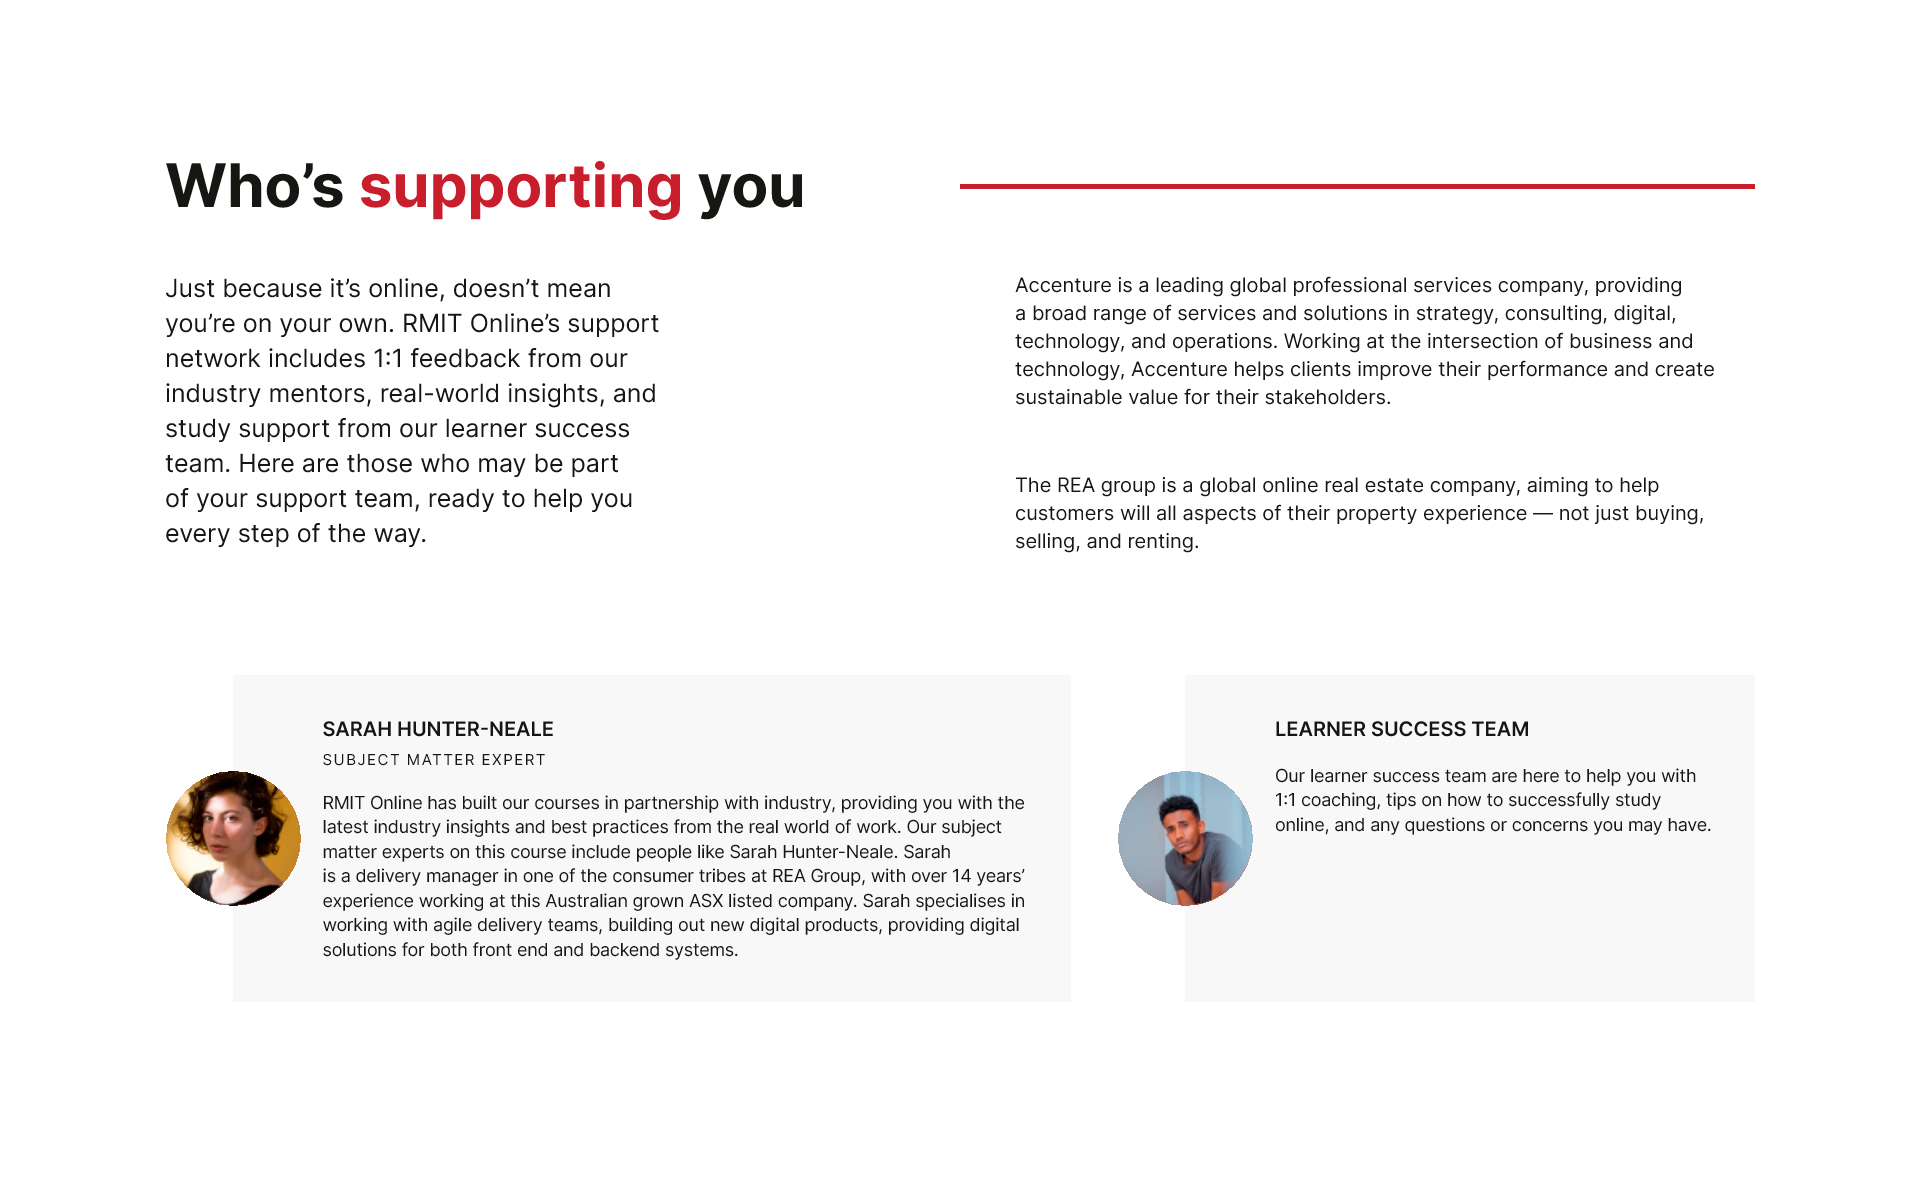 Who’s supporting you
Just because it’s online, doesn’t mean
you’re on your own. RMIT Online’s support
network includes 1:1 feedback from our
industry mentors, real-world insights, and
study support from our learner success
team. Here are those who may be part
of your support team, ready to help you
every step of the way.
Accenture is a leading global professional services company, providing
a broad range of services and solutions in strategy, consulting, digital,
technology, and operations. Working at the intersection of business and
technology, Accenture helps clients improve their performance and create
sustainable value for their stakeholders.
The REA group is a global online real estate company, aiming to help
customers will all aspects of their property experience — not just buying,
selling, and renting.
SARAH HUNTER-NEALE
SUBJECT MATTER EXPERT
RMIT Online has built our courses in partnership with industry, providing you with the
latest industry insights and best practices from the real world of work. Our subject
matter experts on this course include people like Sarah Hunter-Neale. Sarah
is a delivery manager in one of the consumer tribes at REA Group, with over 14 years’
experience working at this Australian grown ASX listed company. Sarah specialises in
working with agile delivery teams, building out new digital products, providing digital
solutions for both front end and backend systems.
LEARNER SUCCESS TEAM
Our learner success team are here to help you with
1:1 coaching, tips on how to successfully study
online, and any questions or concerns you may have.